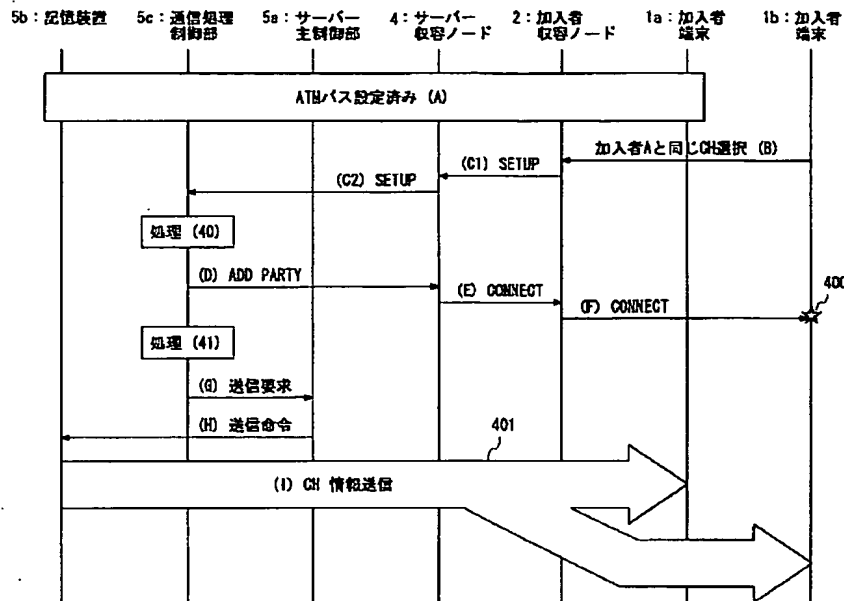 5b：記憶装置
5c：通信処理
制御部
5a：サーバー
主制御部
4：サーバー
収容ノード
2：加入者
収容ノード
1a：加入者
端末
1b：加入者
端末
ATMパス設定済み (A)
加入者Aと同じCH選択 (B)
(C1) SETUP
(C2) SETUP
処理 (40)
(D) ADD PARTY
(E) CONNECT
400
(F) CONNECT
処理 (41)
(G) 送信要求
(H) 送信命令
401
(I) CH 情報送信